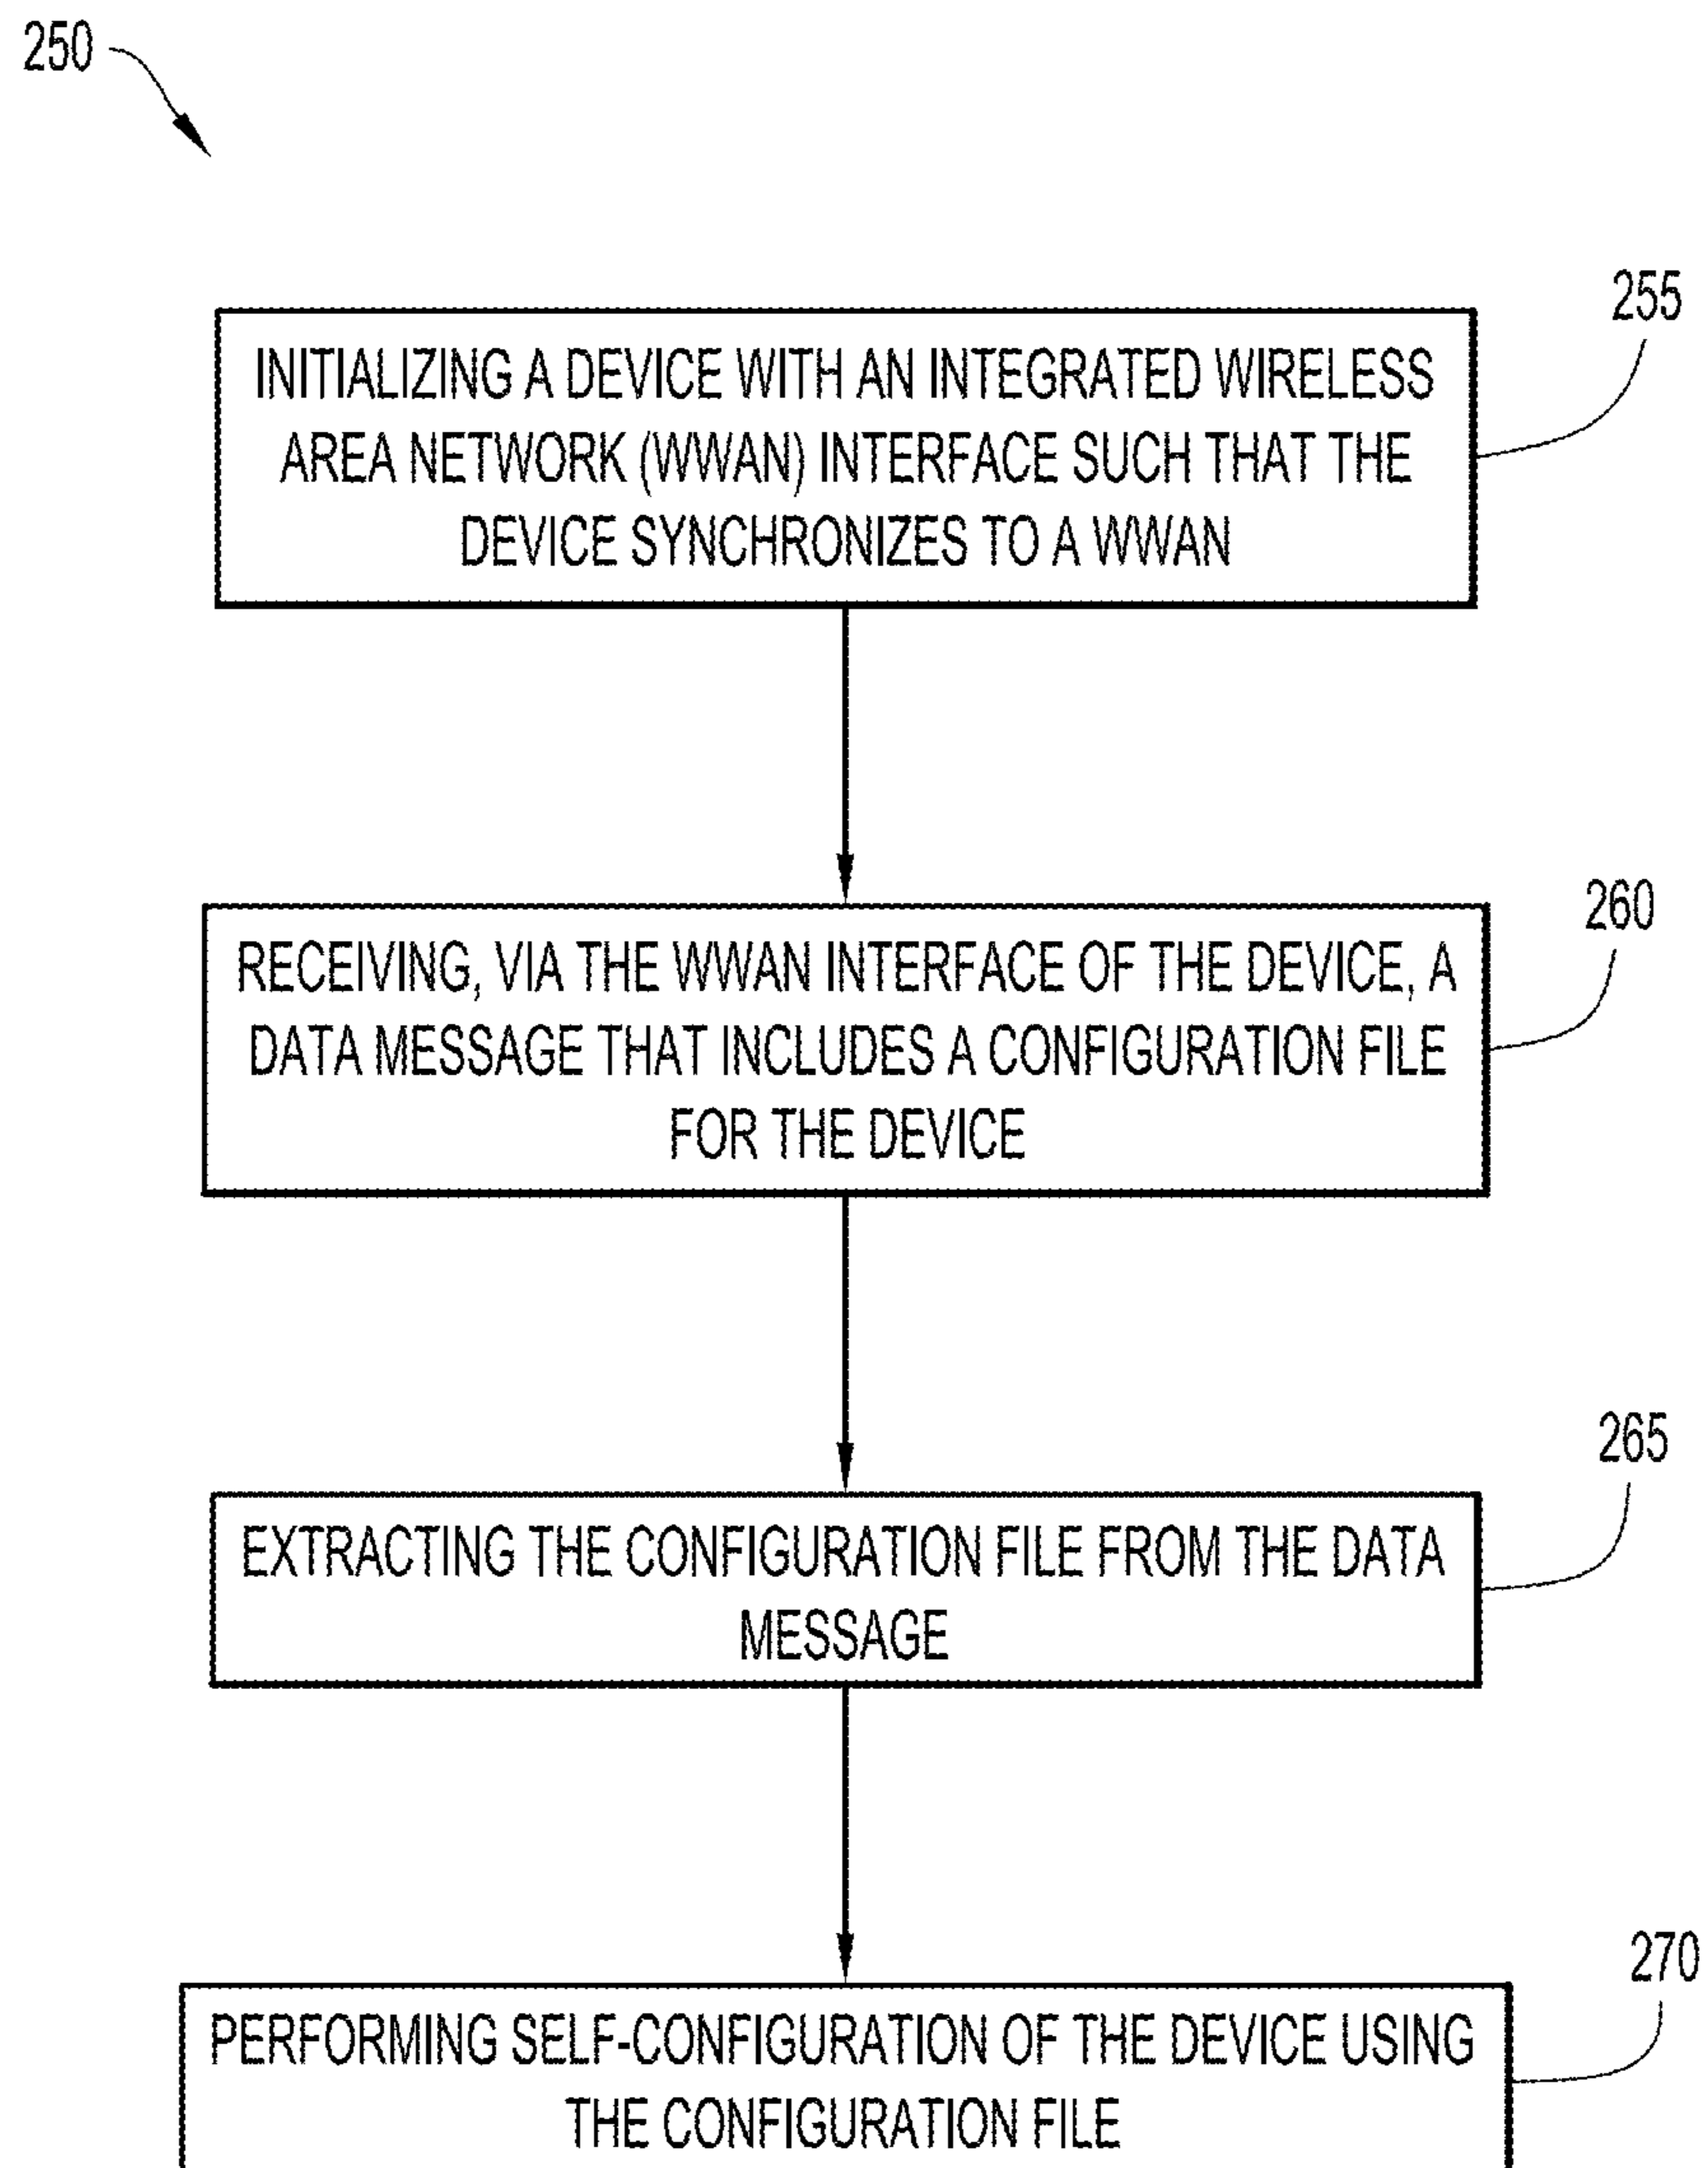 250
255
INITIALIZING A DEVICE WITH AN INTEGRATED WIRELESS
AREA NETWORK (WWAN) INTERFACE SUCH THAT THE
DEVICE SYNCHRONIZES TO A WWAN
260
RECEIVING, VIA THE WWAN INTERFACE OF THE DEVICE, A
DATA MESSAGE THAT INCLUDES A CONFIGURATION FILE
FOR THE DEVICE
265
EXTRACTING THE CONFIGURATION FILE FROM THE DATA
MESSAGE
270
PERFORMING SELF-CONFIGURATION OF THE DEVICE USING
THE CONFIGURATION FILE